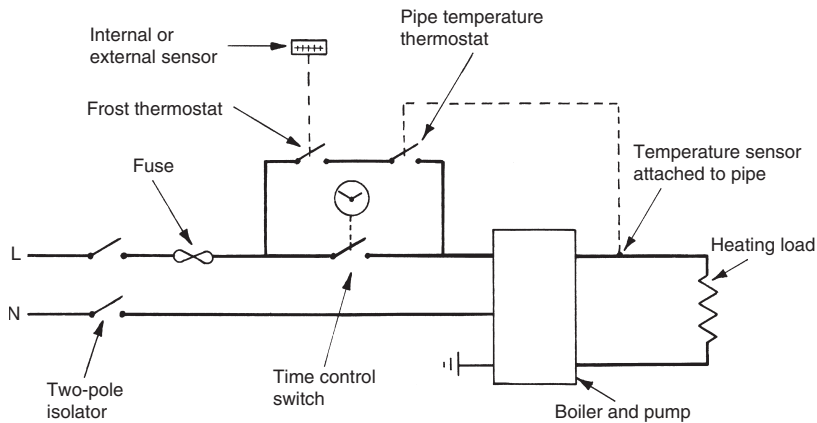 Pipe temperature
thermostat
Internal or
external sensor
Frost thermostat
Fuse
Temperature sensor
attached to pipe
Heating load
L
N
Two-pole
isolator
Time control
switch
Boiler and pump